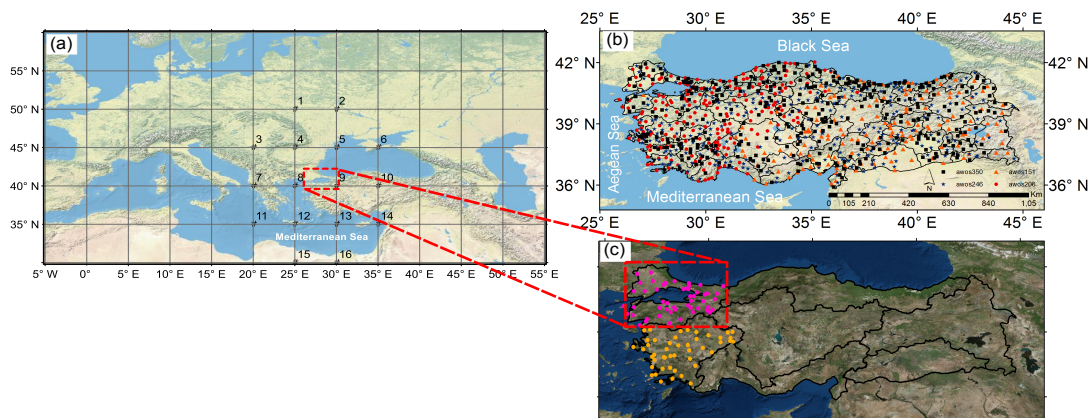 (a)
55° N
50° N
45° N
40° N
35° N
5° W
0°
5° E
10° E
15° E
20° E
25° E
30° E
35° E
40° E
45° E
50° E
55° E
1
2
3
4
5
6
7
8
9
10
11
12
13
14
15
16
Mediterranean Sea
25° E
30° E
35° E
40° E
45° E
(b)
Black Sea
Aegean Sea
Mediterranean Sea
42° N
39° N
36° N
42° N
39° N
36° N
N
awos350
awos151
awos246
awos206
Km
0 105 210 420 630 840 1,05
(c)
25° E
30° E
35° E
40° E
45° E